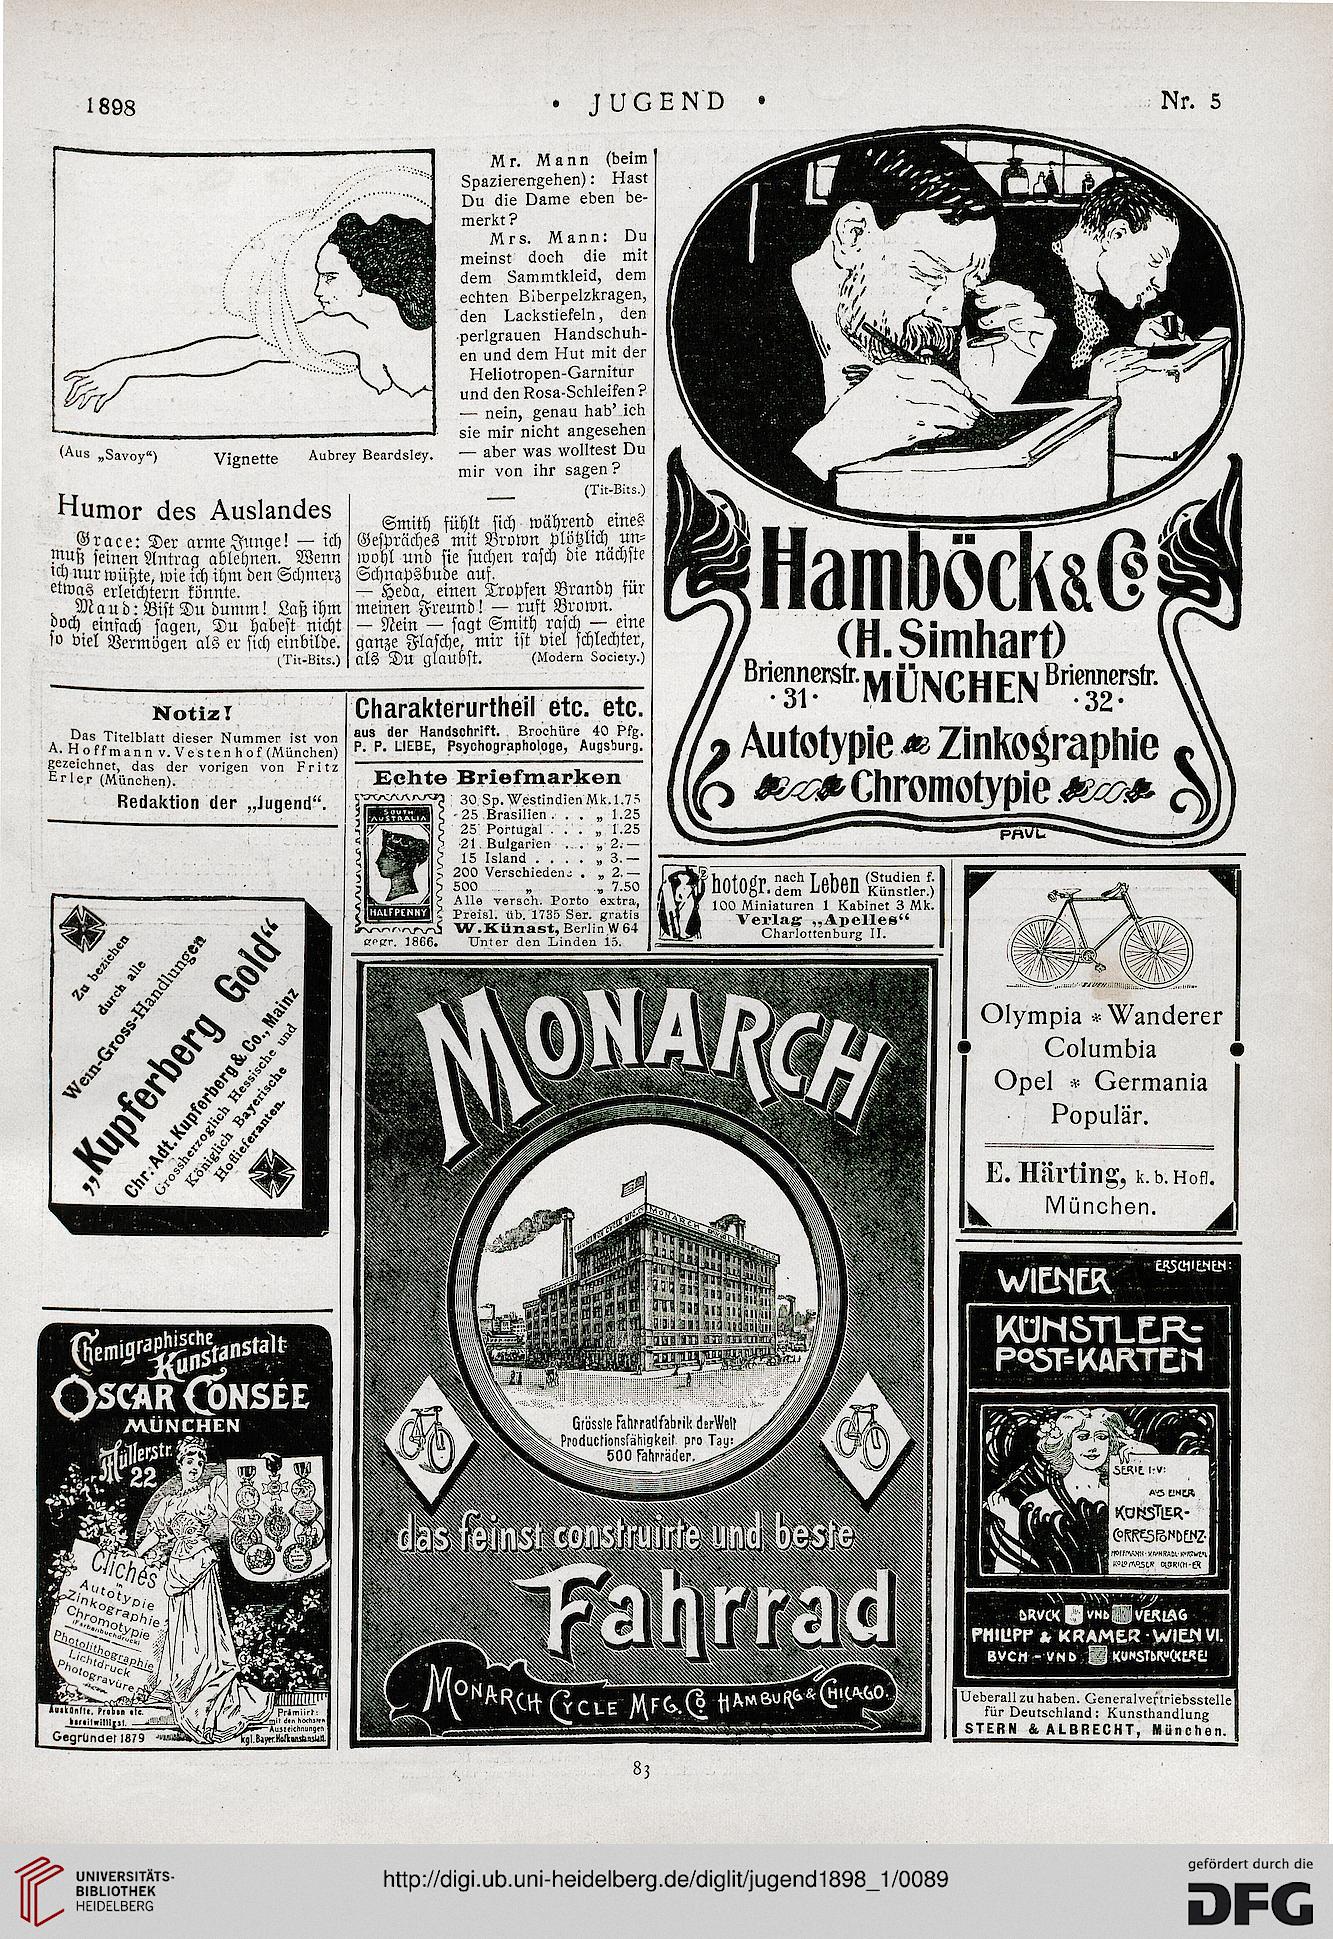 1898
• JUGEND •
Nr. 5
(Aus „Savoy“)
Vignette
Aubrey Beardsley.
Humor des Auslandes
Grace: Der arme Junge! — ich
muß seinen Antrag ablehnen. Wenn
ich nur wüßte, wie ich ihm den Schmerz
etwas erleichtern könnte.
Maud: Bist Du dumm! Laß ihm
doch einfach sagen, Du habest nicht
so viel Vermögen als er sich einbilde.
(Tit-Bits.)
Mr. Mann (beim
Spazierengehen): Hast
Du die Dame eben be-
merkt?
Mrs. Mann: Du
meinst doch die mit
dem Sammtkleid, dem
echten Biberpelzkragen,
den Lackstiefeln, den
perlgrauen Handschuh-
en und dem Hut mit der
Heliotropen-Garnitur
und den Rosa-Schleifen?
— nein, genau hab' ich
sie mir nicht angesehen
— aber was wolltest Du
mir von ihr sagen?
(Tit-Bits.)
Smith fühlt sich während eines
Gespräches mit Brown plötzlich un-
wohl und sie suchen rasch die nächste
Schnapsbude auf.
— Heda, einen Tropfen Brandy für
meinen Freund! — ruft Brown.
— Nein — sagt Smith rasch — eine
ganze Flasche, mir ist viel schlechter,
als Du glaubst.
(Modern Society.)
Hamböck & Co
(H. Simhart)
Briennerstr. MÜNCHEN Briennerstr.
• 31 • • 32 •
Autotypie Zinkographie
Chromotypie
PAUL
Notiz!
Das Titelblatt dieser Nummer ist von
A. Hoffmann v. Vestenhof (München)
gezeichnet, das der vorigen von Fritz
Erler (München).
Redaktion der „Jugend“.
Charakterurtheil etc. etc.
aus der Handschrift. Brochüre 40 Pfg.
P. P. LIEBE, Psychographologe, Augsburg.
Echte Briefmarken
SOUTH
AUSTRALIA
HALFPENNY
gegr. 1866.
30 Sp. Westindien Mk. 1.75
25 Brasilien . . . „ 1.25
25 Portugal . . . „ 1.25
21 Bulgarien . . . „ 2.—
15 Island . . . . „ 3.—
200 Verschiedene . „ 2.—
500 „ „ 7.50
Alle versch. Porto extra,
Preisl. üb. 1735 Ser. gratis
W. Künast, Berlin W 64
Unter den Linden 15.
Photogr. nach dem Leben (Studien f. Künstler.)
100 Miniaturen 1 Kabinet 3 Mk.
Verlag „Apelles“
Charlottenburg II.
Zu beziehen
durch alle
Wein-Gross-Handlungen
„Kupferberg Gold“
Chr. Adt. Kupferberg & Co., Mainz
Grossherzoglich Hessische und
Königlich Bayerische
Hoflieferanten.
MONARCH
MONARCH
Grösste Fahrradfabrik der Welt
Productionsfähigkeit pro Tag:
500 Fahrräder.
das feinst construirte und beste
Fahrrad
MONARCH CYCLE MFG. Co HAMBURG & CHICAGO.
Olympia * Wanderer
Columbia
Opel * Germania
Populär.
E. Härting, k. b. Hofl.
München.
Chemigraphische
Kunstanstalt
OSCAR CONSÉE
MÜNCHEN
Müllerstr.
22
Clichés
in
Autotypie
Zinkographie
Chromotypie
(Farbenbuchdruck)
Photolithographie
Lichtdruck
Photogravüre
Auskünfte, Proben etc.
bereitwilligst.
Gegründet 1879
Prämiirt:
mit den höchsten
Auszeichnungen
kgl. Bayer. Hofkunstanstalt.
WIENER
ERSCHIENEN:
KÜNSTLER-
POST=KARTEN
SERIE I-V:
AUS EINER
KÜNSTLER-
CORRESPONDENZ.
DRUCK UND VERLAG
PHILIPP & KRAMER · WIEN VI.
BUCH - UND KUNSTDRUCKEREI
Ueberall zu haben. Generalvertriebsstelle
für Deutschland: Kunsthandlung
STERN & ALBRECHT, München.
83
UNIVERSITÄTS-
BIBLIOTHEK
HEIDELBERG
http://digi.ub.uni-heidelberg.de/diglit/jugend1898_1/0089
gefördert durch die
DFG